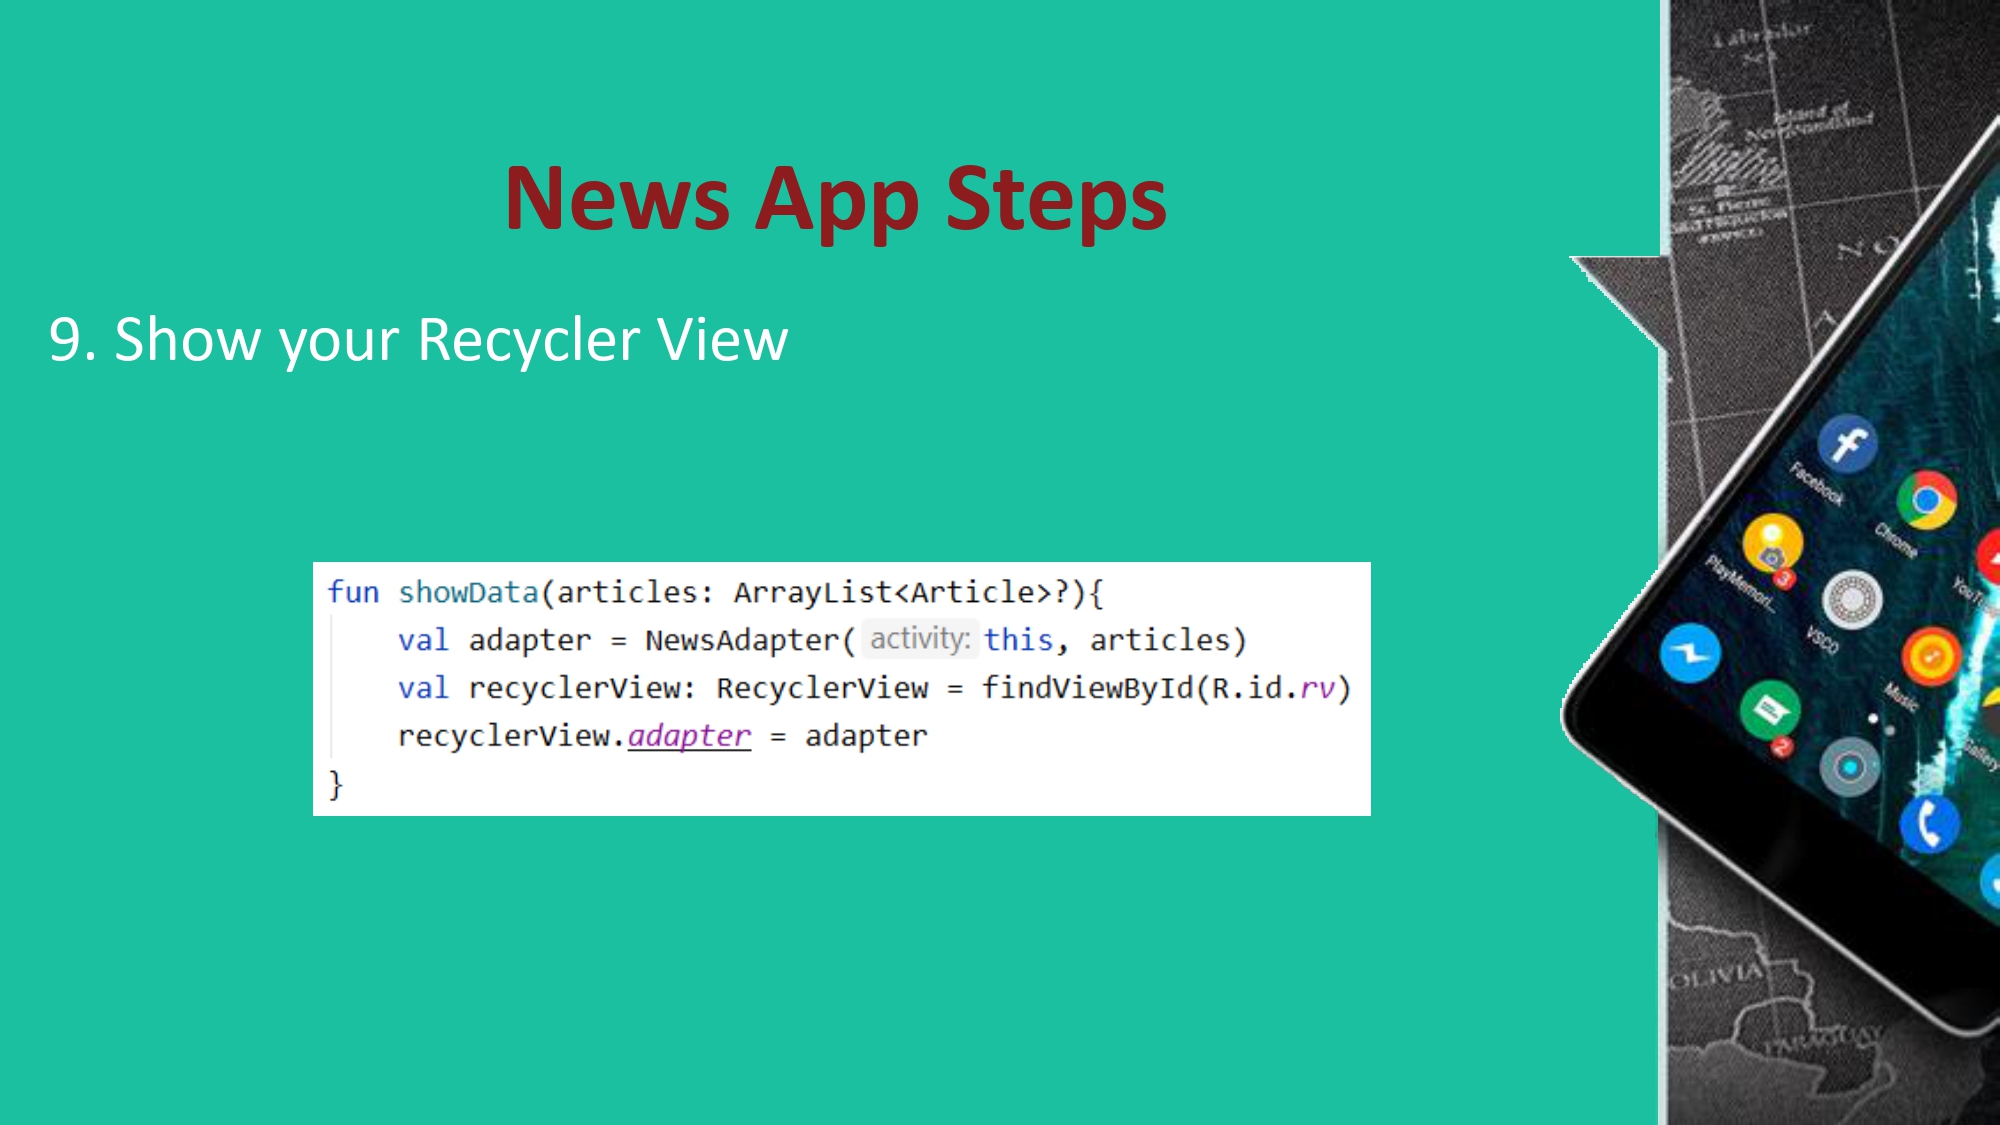 News App Steps
9. Show your Recycler View
fun showData(articles: ArrayList<Article>?){
val adapter = NewsAdapter( activity: this, articles)
val recyclerView: RecyclerView = findViewById(R.id.rv)
recyclerView.adapter = adapter
}
Labrador
Island of
Newfoundland
St. Pierre
Facebook
Chrome
PlayMemori...
3
VSCO
Music
2
Gallery
OLIVIA
PARAGUAY